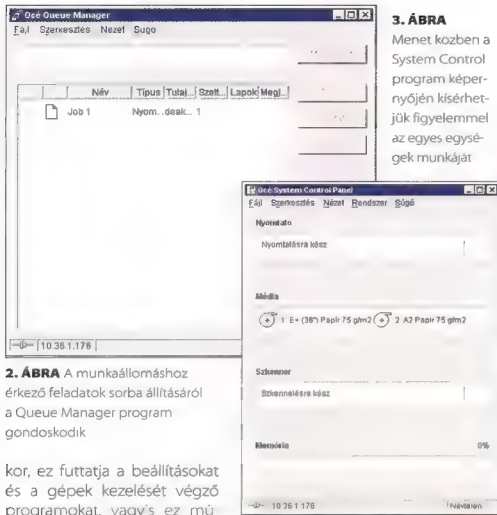 Océ Queue Manager
Fájl Szerkesztés Nézet Súgó
Név Típus Tulaj... Szett... Lapok Megj...
Job 1 Nyom...deak... 1
10.36.1.176
2. ÁBRA A munkaállomáshoz
érkező feladatok sorba állításáról
a Queue Manager program
gondoskodik
kor, ez futtatja a beállításokat
és a gépek kezelését végző
programokat, vagyis ez mű
3. ÁBRA
Menet közben a
System Control
program képer-
nyőjén kísérhet-
jük figyelemmel
az egyes egysé-
gek munkáját
Océ System Control Panel
Fájl Szerkesztés Nézet Rendszer Súgó
Nyomtató
Nyomtatásra kész
Média
1 E+ (36") Papír 75 g/m2 2 A2 Papír 75 g/m2
Szkenner
Szkennelésre kész
Memória 0%
10.36.1.176 Névtelen